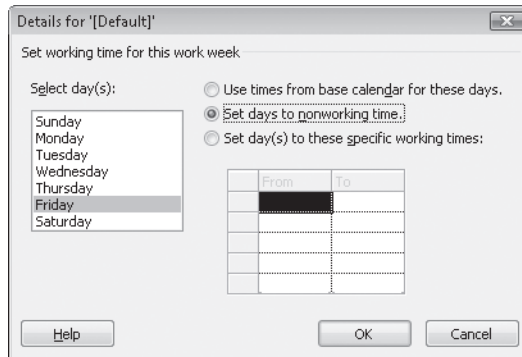 Details for '[Default]'
Set working time for this work week
Select day(s):
Sunday
Monday
Tuesday
Wednesday
Thursday
Friday
Saturday
Use times from base calendar for these days.
Set days to nonworking time.
Set day(s) to these specific working times:
From To
Help OK Cancel